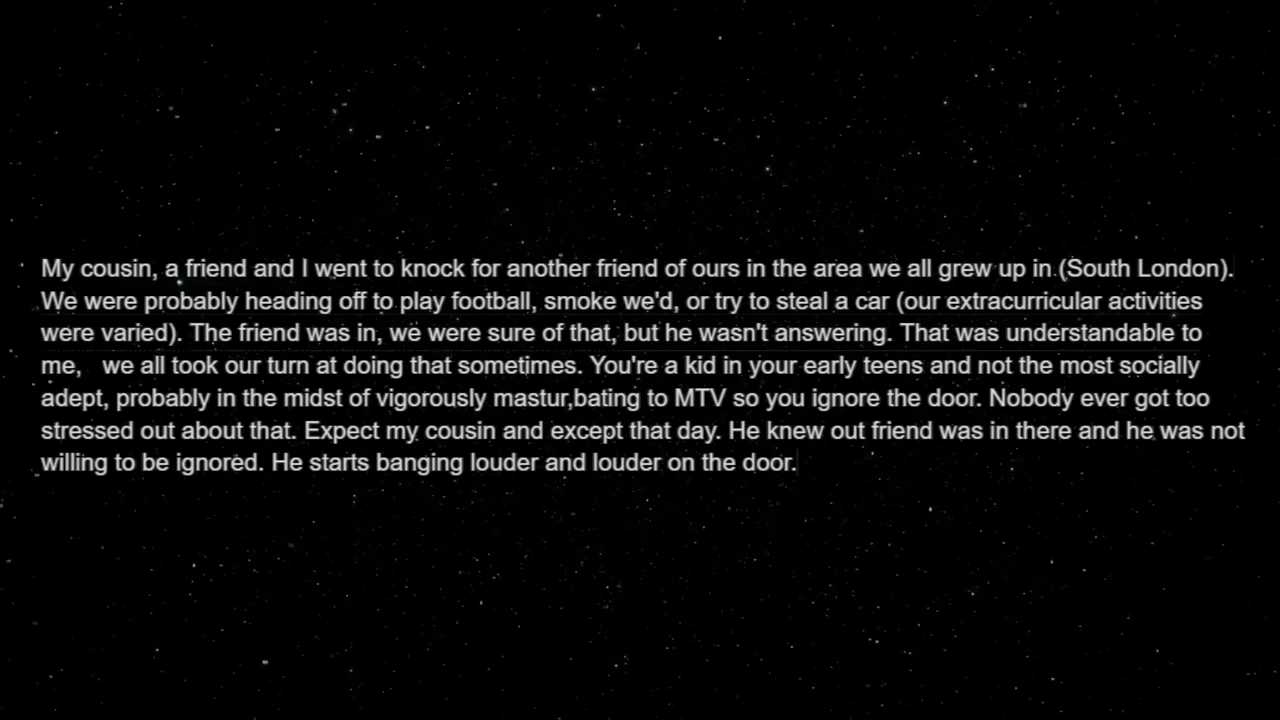 My cousin, a friend and I went to knock for another friend of ours in the area we all grew up in (South London).
We were probably heading off to play football, smoke we'd, or try to steal a car (our extracurricular activities
were varied). The friend was in, we were sure of that, but he wasn't answering. That was understandable to
me,   we all took our turn at doing that sometimes. You're a kid in your early teens and not the most socially
adept, probably in the midst of vigorously mastur,bating to MTV so you ignore the door. Nobody ever got too
stressed out about that. Expect my cousin and except that day. He knew out friend was in there and he was not
willing to be ignored. He starts banging louder and louder on the door.